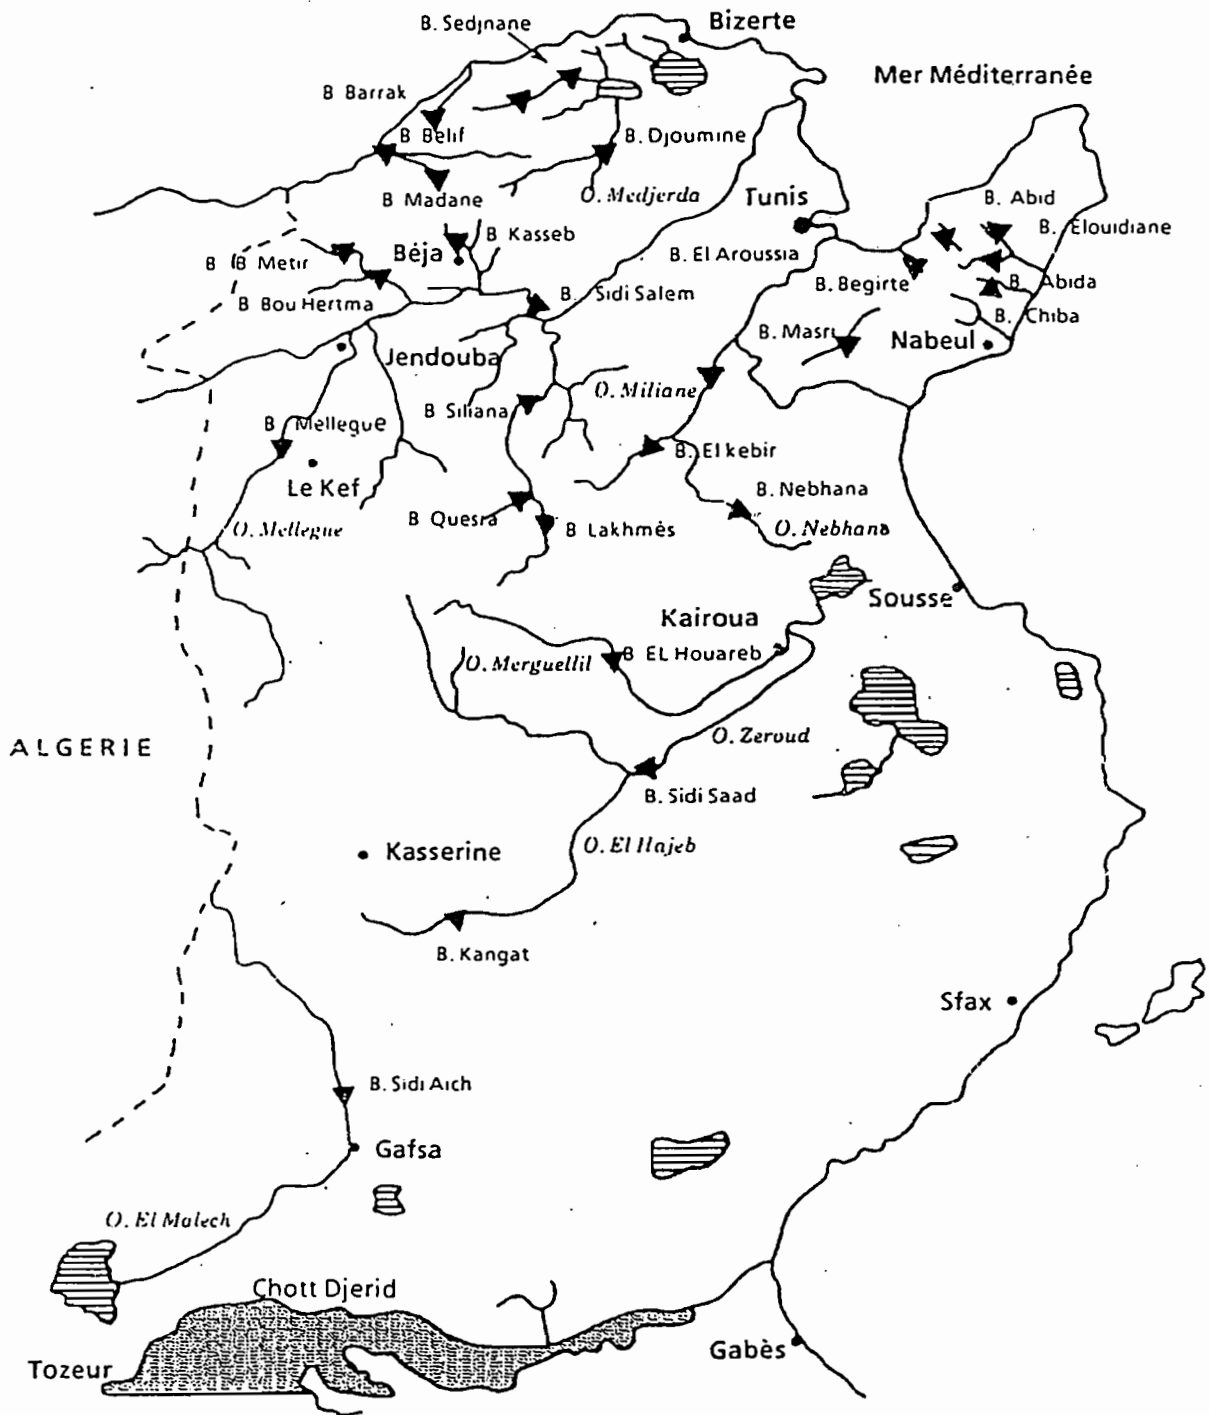 B. Sedjnane
Bizerte
Mer Méditerranée
B Barrak
B Belif
B. Djoumine
B Madane
O. Medjerda
Tunis
B. Abid
B. Elouidiane
B Kasseb
Béja
B (B Metir
B. El Aroussia
B. Begirte
B. Abida
B Bou Hertma
B. Sidi Salem
B. Chiba
B. Masri
Nabeul
Jendouba
O. Miliane
B Siliana
B Mellegue
B. El kebir
Le Kef
B. Nebhana
B Quesra
B Lakhmés
O. Nebhana
O. Mellegue
Sousse
Kairoua
B EL Houareb
O. Merguellil
O. Zeroud
ALGERIE
B. Sidi Saad
O. El Hajeb
Kasserine
B. Kangat
Sfax
B. Sidi Aich
Gafsa
O. El Malech
Chott Djerid
Gabès
Tozeur